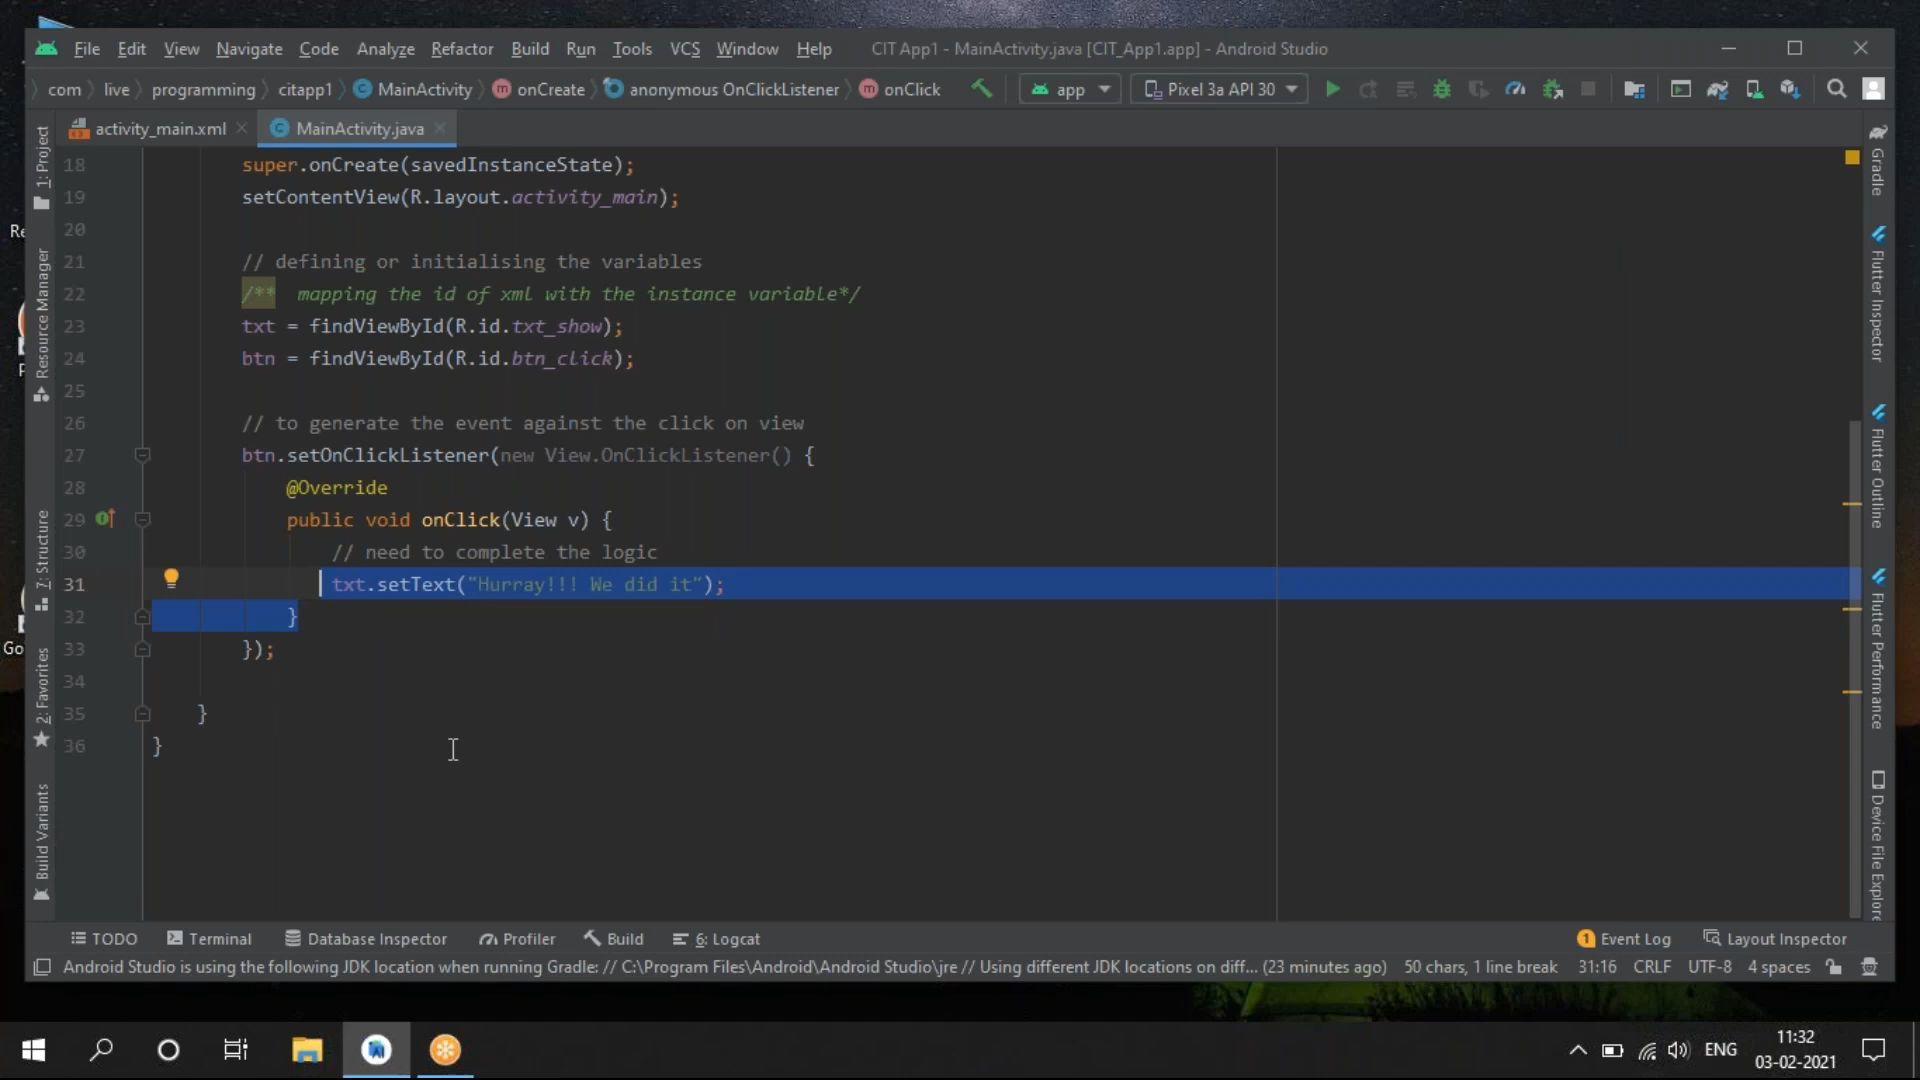 File Edit View Navigate Code Analyze Refactor Build Run Tools VCS Window Help CIT App1 - MainActivity.java [CIT_App1.app] - Android Studio
com live programming citapp1 MainActivity onCreate anonymous OnClickListener onClick app Pixel 3a API 30
activity_main.xml MainActivity.java
18 super.onCreate(savedInstanceState);
19 setContentView(R.layout.activity_main);
20
21 // defining or initialising the variables
22 /** mapping the id of xml with the instance variable*/
23 txt = findViewById(R.id.txt_show);
24 btn = findViewById(R.id.btn_click);
25
26 // to generate the event against the click on view
27 btn.setOnClickListener(new View.OnClickListener() {
28 @Override
29 public void onClick(View v) {
30 // need to complete the logic
31 txt.setText("Hurray!!! We did it");
32 }
33 });
34
35 }
36 }
1: Project
Resource Manager
7: Structure
2: Favorites
Build Variants
Gradle
Flutter Inspector
Flutter Outline
Flutter Performance
Device File Explor
Re
P
Go
TODO Terminal Database Inspector Profiler Build 6: Logcat 1 Event Log Layout Inspector
Android Studio is using the following JDK location when running Gradle: // C:\Program Files\Android\Android Studio\jre // Using different JDK locations on diff... (23 minutes ago) 50 chars, 1 line break 31:16 CRLF UTF-8 4 spaces
ENG
11:32
03-02-2021